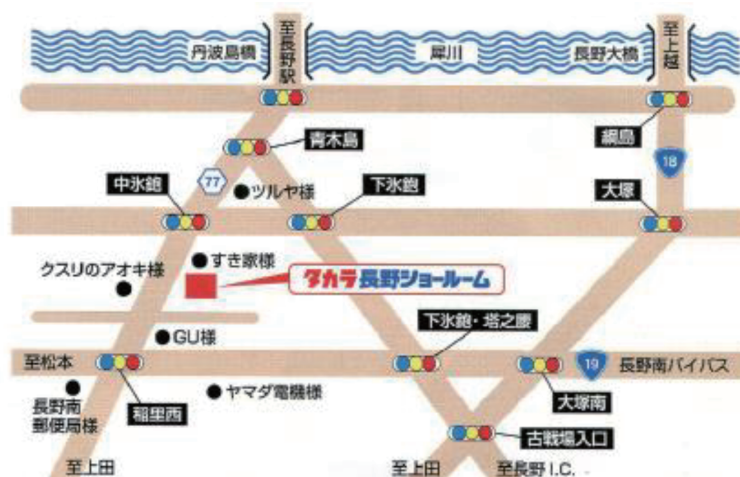 至長野駅
至上越
丹波島橋
犀川
長野大橋
青木島
綱島
77
18
中氷鉋
ツルヤ様
下氷鉋
大塚
すき家様
クスリのアオキ様
タカラ長野ショールーム
下氷鉋・塔之腰
GU様
至松本
19
長野南バイパス
ヤマダ電機様
長野南
郵便局様
稲里西
大塚南
古戦場入口
至上田
至上田
至長野I.C.